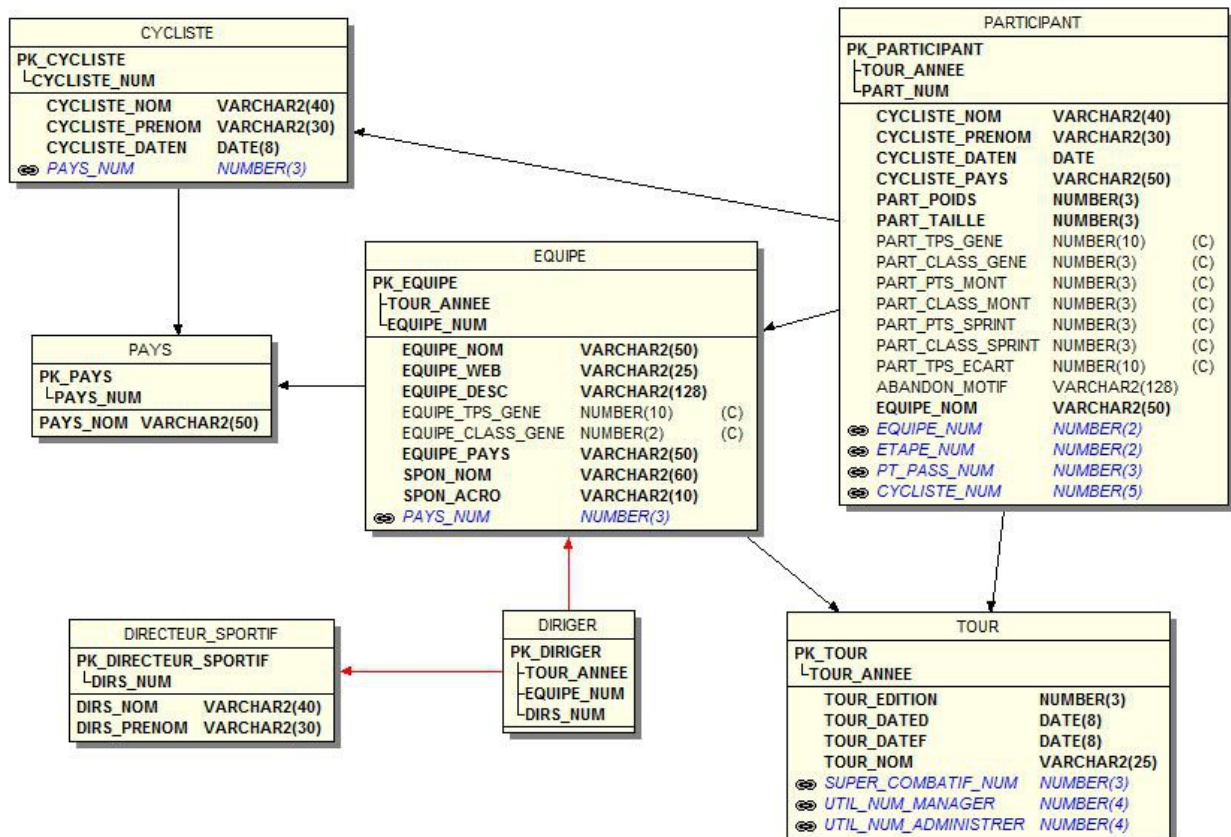 CYCLISTE
PK_CYCLISTE
CYCLISTE_NUM
CYCLISTE_NOM VARCHAR2(40)
CYCLISTE_PRENOM VARCHAR2(30)
CYCLISTE_DATEN DATE(8)
PAYS_NUM NUMBER(3)
PARTICIPANT
PK_PARTICIPANT
TOUR_ANNEE
PART_NUM
CYCLISTE_NOM VARCHAR2(40)
CYCLISTE_PRENOM VARCHAR2(30)
CYCLISTE_DATEN DATE
CYCLISTE_PAYS VARCHAR2(50)
PART_POIDS NUMBER(3)
PART_TAILLE NUMBER(3)
PART_TPS_GENE NUMBER(10) (C)
PART_CLASS_GENE NUMBER(3) (C)
PART_PTS_MONT NUMBER(3) (C)
PART_CLASS_MONT NUMBER(3) (C)
PART_PTS_SPRINT NUMBER(3) (C)
PART_CLASS_SPRINT NUMBER(3) (C)
PART_TPS_ECART NUMBER(10) (C)
ABANDON_MOTIF VARCHAR2(128)
EQUIPE_NOM VARCHAR2(50)
EQUIPE_NUM NUMBER(2)
ETAPE_NUM NUMBER(2)
PT_PASS_NUM NUMBER(3)
CYCLISTE_NUM NUMBER(5)
EQUIPE
PK_EQUIPE
TOUR_ANNEE
EQUIPE_NUM
EQUIPE_NOM VARCHAR2(50)
EQUIPE_WEB VARCHAR2(25)
EQUIPE_DESC VARCHAR2(128)
EQUIPE_TPS_GENE NUMBER(10) (C)
EQUIPE_CLASS_GENE NUMBER(2) (C)
EQUIPE_PAYS VARCHAR2(50)
SPON_NOM VARCHAR2(60)
SPON_ACRO VARCHAR2(10)
PAYS_NUM NUMBER(3)
PAYS
PK_PAYS
PAYS_NUM
PAYS_NOM VARCHAR2(50)
DIRECTEUR_SPORTIF
PK_DIRECTEUR_SPORTIF
DIRS_NUM
DIRS_NOM VARCHAR2(40)
DIRS_PRENOM VARCHAR2(30)
DIRIGER
PK_DIRIGER
TOUR_ANNEE
EQUIPE_NUM
DIRS_NUM
TOUR
PK_TOUR
TOUR_ANNEE
TOUR_EDITION NUMBER(3)
TOUR_DATED DATE(8)
TOUR_DATEF DATE(8)
TOUR_NOM VARCHAR2(25)
SUPER_COMBATIF_NUM NUMBER(3)
UTIL_NUM_MANAGER NUMBER(4)
UTIL_NUM_ADMINISTRER NUMBER(4)